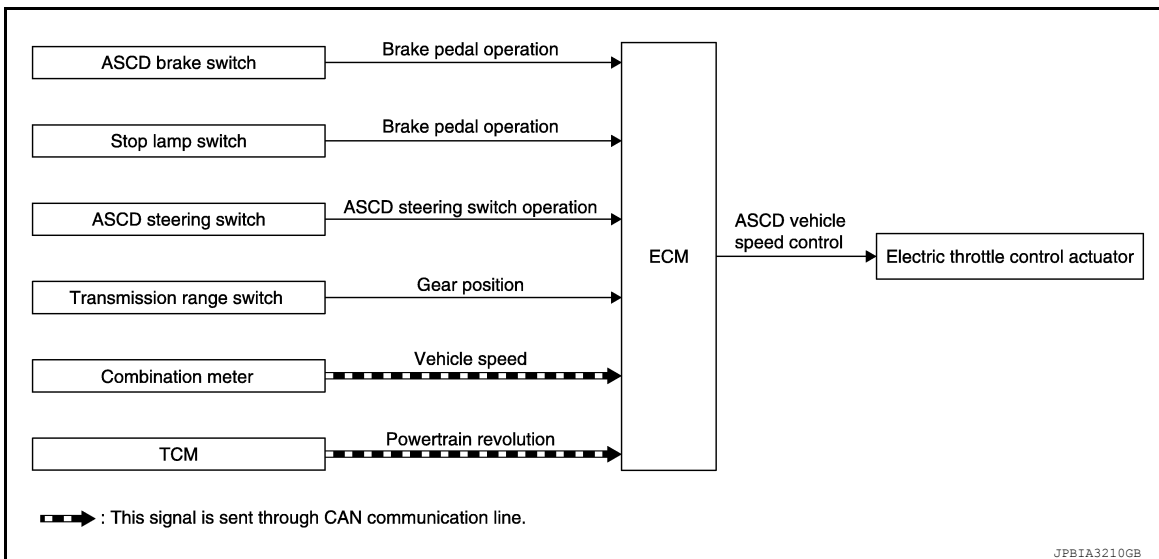 ASCD brake switch
Brake pedal operation
Stop lamp switch
Brake pedal operation
ASCD steering switch
ASCD steering switch operation
Transmission range switch
Gear position
Combination meter
Vehicle speed
TCM
Powertrain revolution
ECM
ASCD vehicle
speed control
Electric throttle control actuator
: This signal is sent through CAN communication line.
JPBIA3210GB